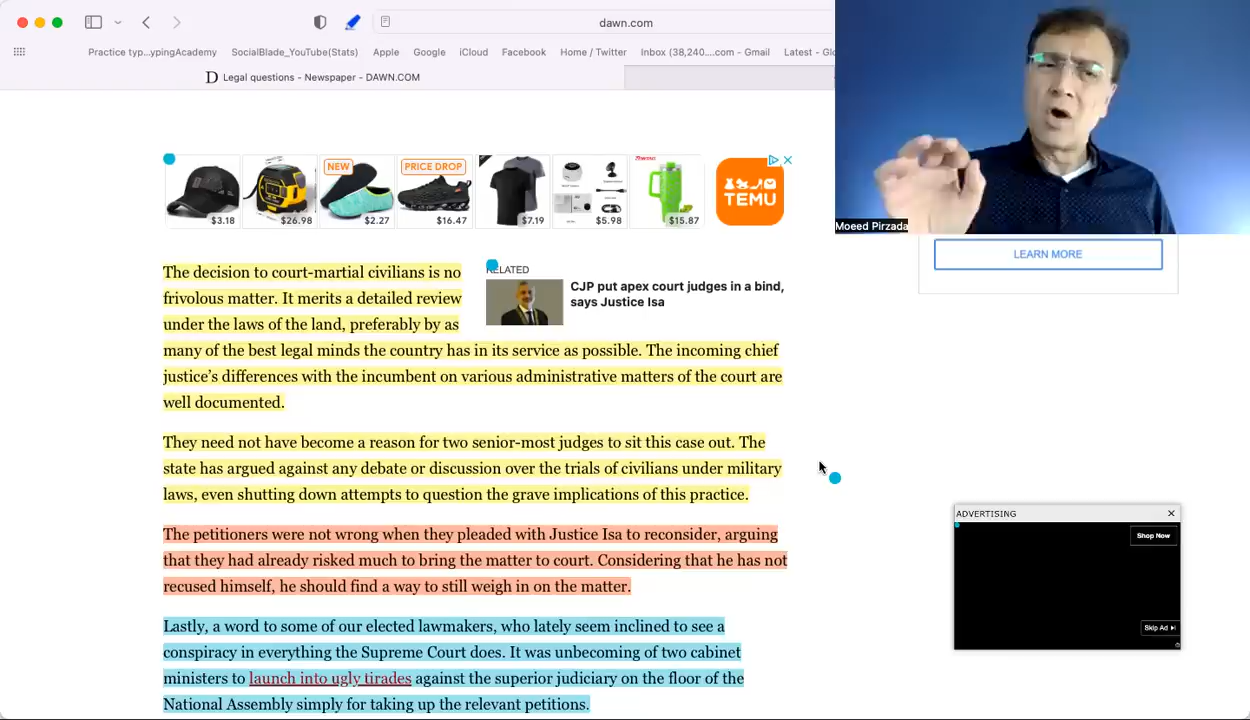 dawn.com
Practice typ...ypingAcademy
SocialBlade_YouTube(Stats)
Apple
Google
iCloud
Facebook
Home / Twitter
Inbox (38,240....com - Gmail
Latest - Glo
D Legal questions - Newspaper - DAWN.COM
Moeed Pirzada
NEW
PRICE DROP
$3.18
$26.98
$2.27
$16.47
$7.19
$5.98
$15.87
TEMU
LEARN MORE
RELATED
CJP put apex court judges in a bind,
says Justice Isa
The decision to court-martial civilians is no
frivolous matter. It merits a detailed review
under the laws of the land, preferably by as
many of the best legal minds the country has in its service as possible. The incoming chief
justice’s differences with the incumbent on various administrative matters of the court are
well documented.
They need not have become a reason for two senior-most judges to sit this case out. The
state has argued against any debate or discussion over the trials of civilians under military
laws, even shutting down attempts to question the grave implications of this practice.
The petitioners were not wrong when they pleaded with Justice Isa to reconsider, arguing
that they had already risked much to bring the matter to court. Considering that he has not
recused himself, he should find a way to still weigh in on the matter.
Lastly, a word to some of our elected lawmakers, who lately seem inclined to see a
conspiracy in everything the Supreme Court does. It was unbecoming of two cabinet
ministers to launch into ugly tirades against the superior judiciary on the floor of the
National Assembly simply for taking up the relevant petitions.
ADVERTISING
Shop Now
Skip Ad